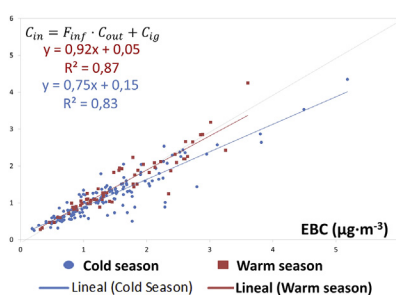 6
C_in = F_inf · C_out + C_ig
y = 0,92x + 0,05
R² = 0,87
y = 0,75x + 0,15
R² = 0,83
5
4
3
2
1
0
0 1 2 3 4 5
EBC (µg·m⁻³)
Cold season Warm season
Lineal (Cold Season) Lineal (Warm season)